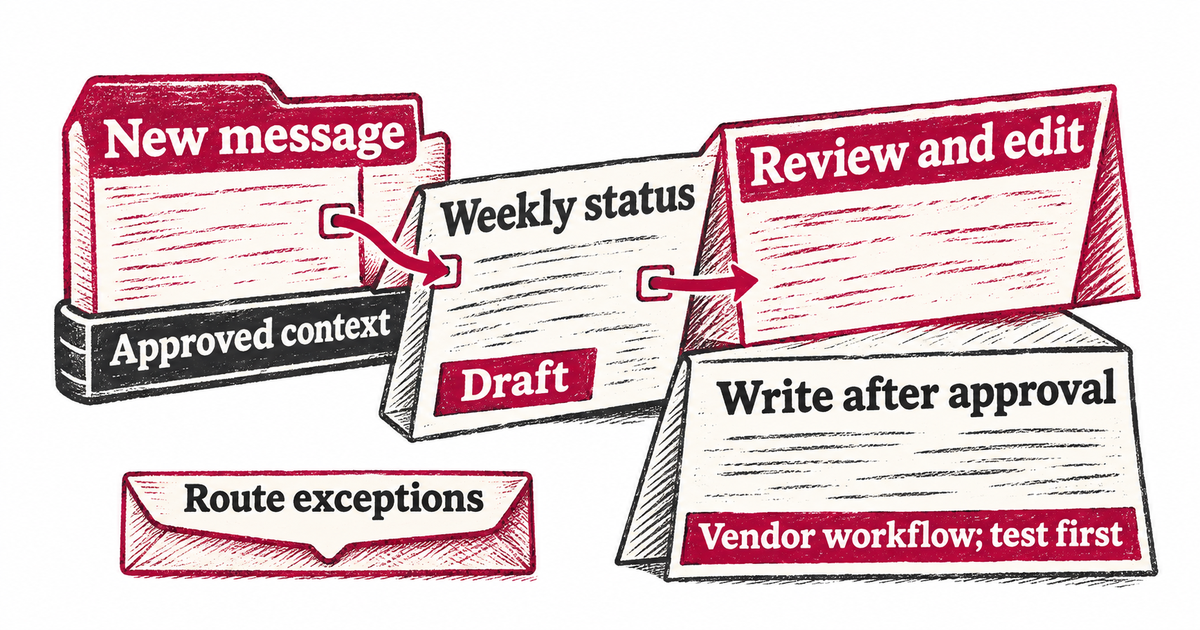 New message
Approved context
Weekly status
Draft
Review and edit
Write after approval
Vendor workflow; test first
Route exceptions